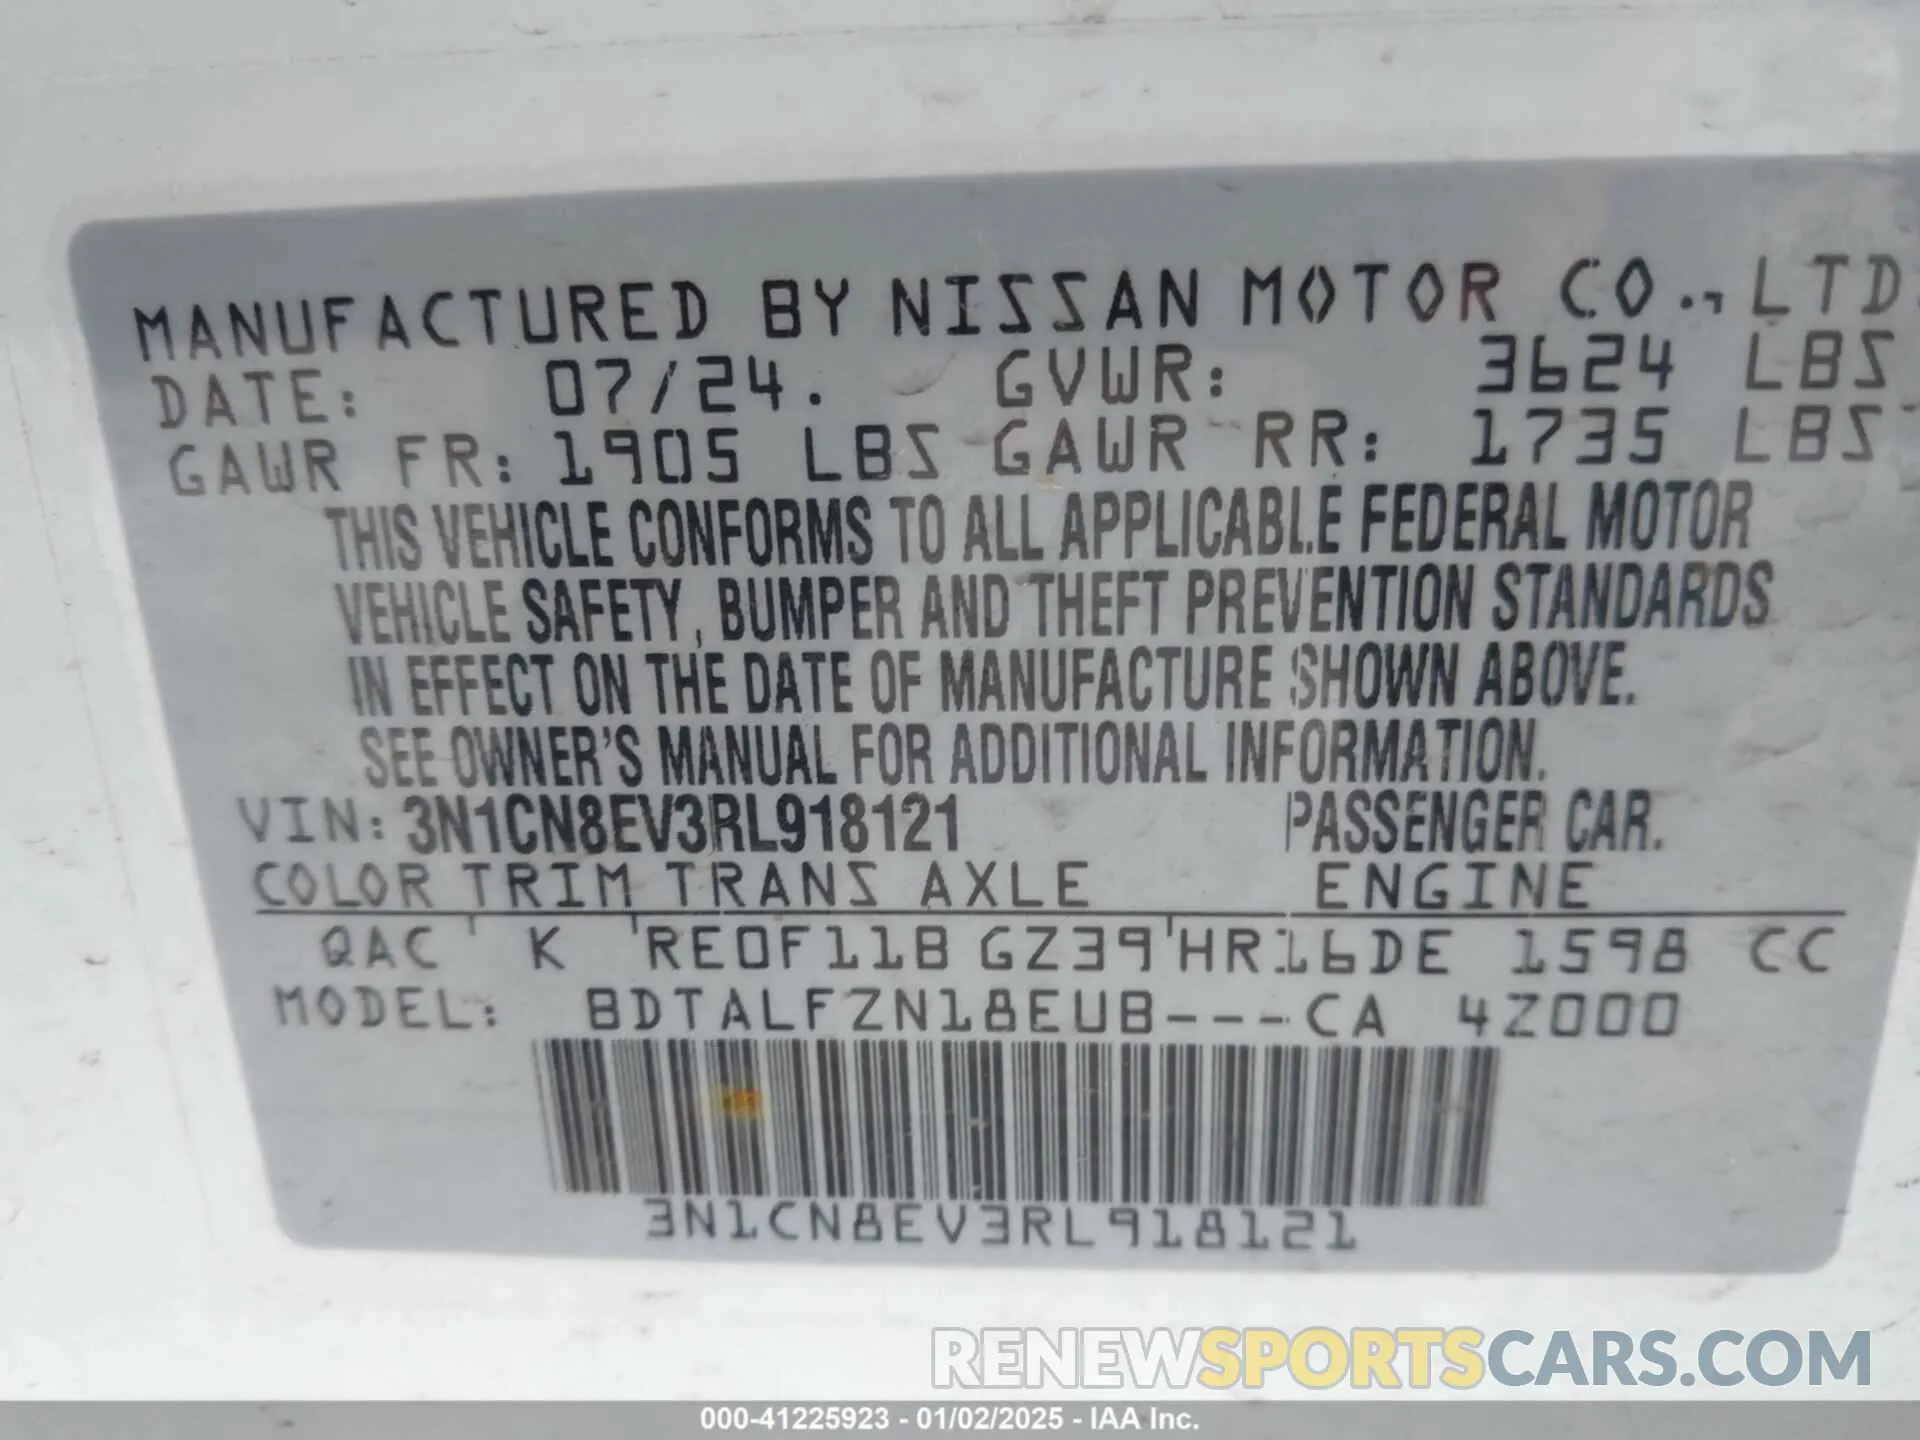 MANUFACTURED BY NISSAN MOTOR CO., LTD.
DATE: 07/24. GVWR: 3624 LBS
GAWR FR: 1905 LBS GAWR RR: 1735 LBS
THIS VEHICLE CONFORMS TO ALL APPLICABLE FEDERAL MOTOR
VEHICLE SAFETY, BUMPER AND THEFT PREVENTION STANDARDS
IN EFFECT ON THE DATE OF MANUFACTURE SHOWN ABOVE.
SEE OWNER'S MANUAL FOR ADDITIONAL INFORMATION.
VIN: 3N1CN8EV3RL918121 PASSENGER CAR.
COLOR TRIM TRANS AXLE ENGINE
QAC K RE0F11B GZ39 HR16DE 1598 CC
MODEL: BDTALFZN18EUB---CA 4Z000
3N1CN8EV3RL918121
RENEWSPORTSCARS.COM
000-41225923 - 01/02/2025 - IAA Inc.